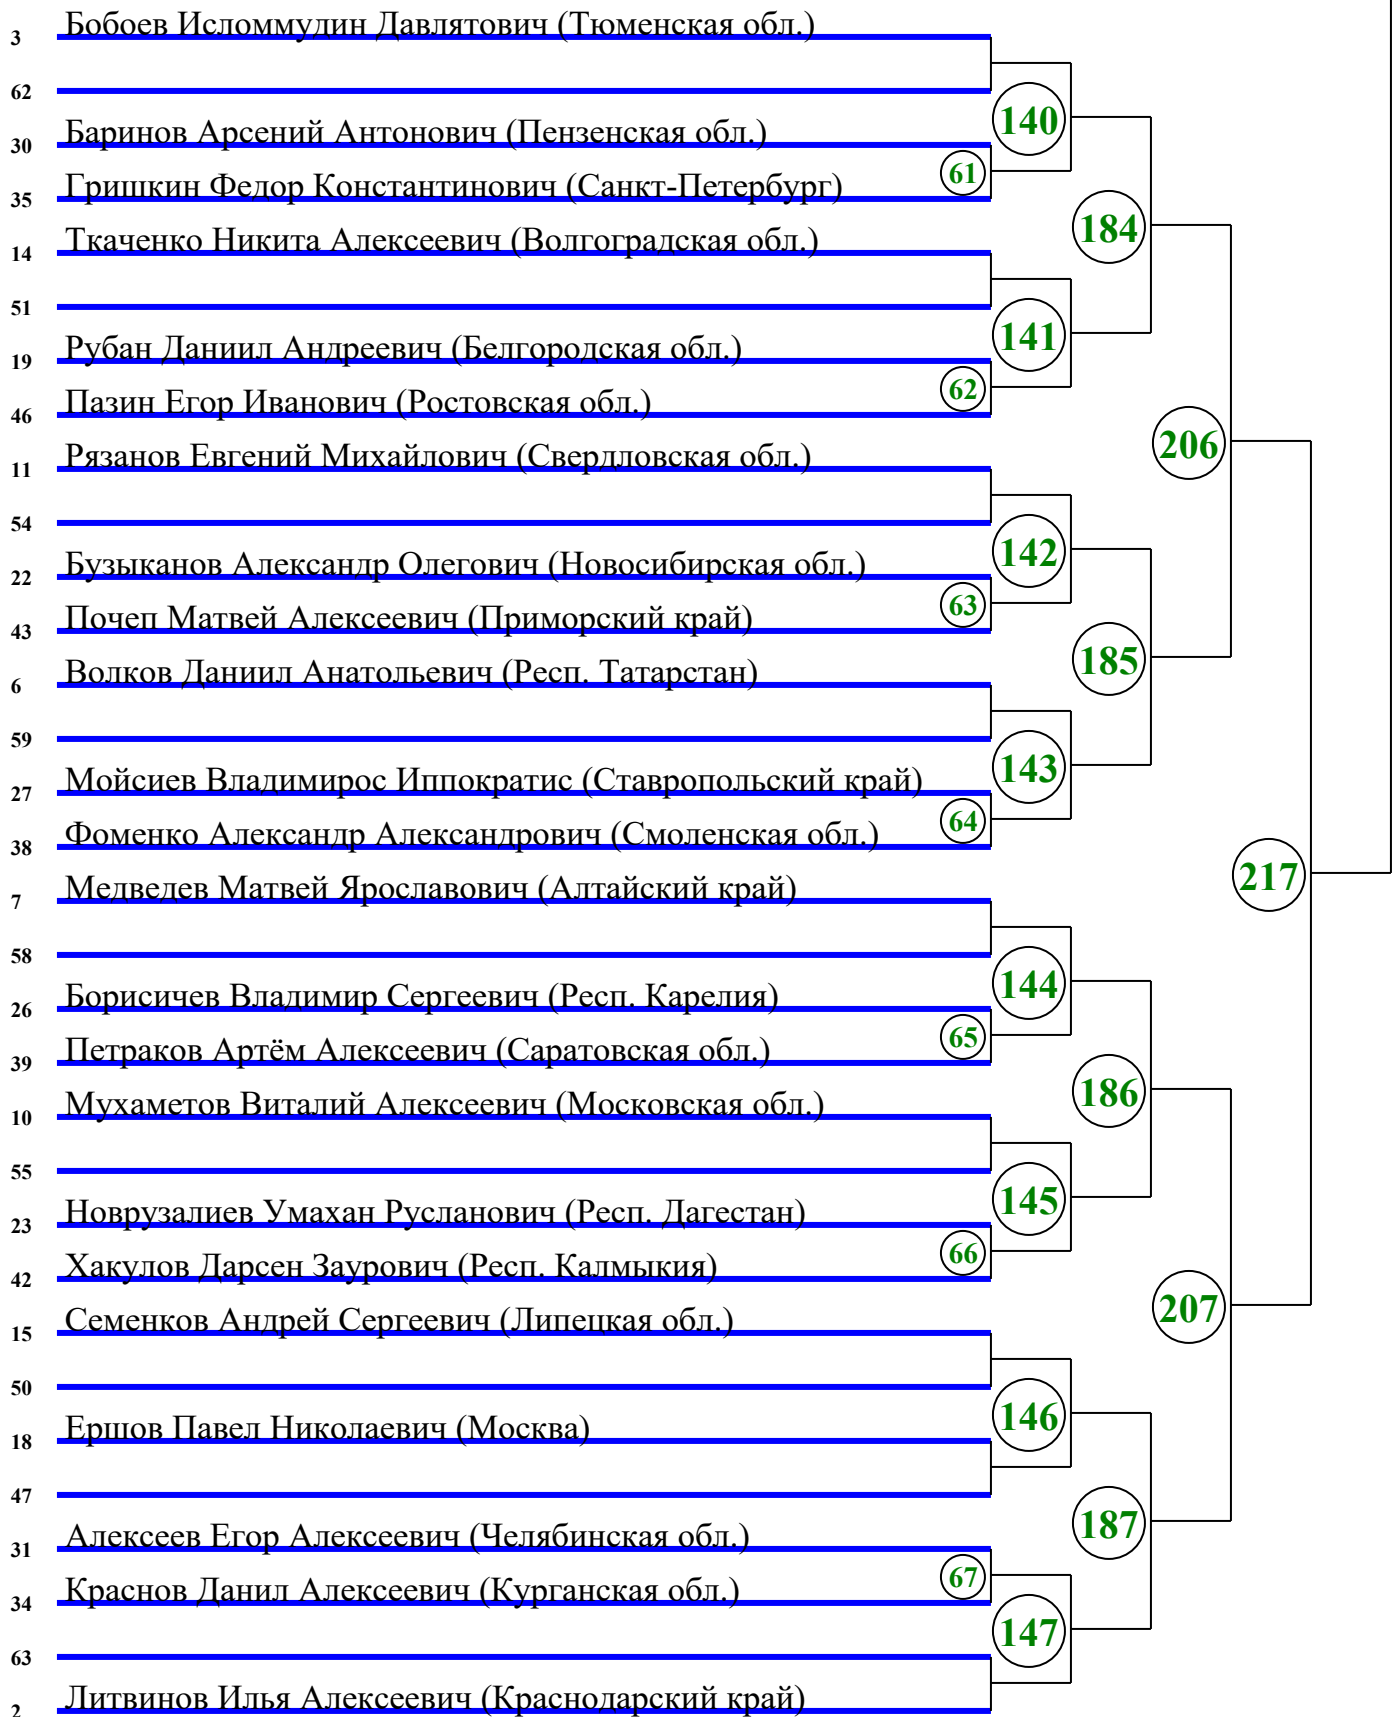 3 Бобоев Исломмудин Давлятович (Тюменская обл.)
62
140
30 Баринов Арсений Антонович (Пензенская обл.)
61
35 Гришкин Федор Константинович (Санкт-Петербург)
184
14 Ткаченко Никита Алексеевич (Волгоградская обл.)
51
141
19 Рубан Даниил Андреевич (Белгородская обл.)
62
46 Пазин Егор Иванович (Ростовская обл.)
206
11 Рязанов Евгений Михайлович (Свердловская обл.)
54
142
22 Бузыканов Александр Олегович (Новосибирская обл.)
63
43 Почеп Матвей Алексеевич (Приморский край)
185
6 Волков Даниил Анатольевич (Респ. Татарстан)
59
143
27 Мойсиев Владимирос Иппократис (Ставропольский край)
64
38 Фоменко Александр Александрович (Смоленская обл.)
217
7 Медведев Матвей Ярославович (Алтайский край)
58
144
26 Борисичев Владимир Сергеевич (Респ. Карелия)
65
39 Петраков Артём Алексеевич (Саратовская обл.)
186
10 Мухаметов Виталий Алексеевич (Московская обл.)
55
145
23 Новрузалиев Умахан Русланович (Респ. Дагестан)
66
42 Хакулов Дарсен Заурович (Респ. Калмыкия)
207
15 Семенков Андрей Сергеевич (Липецкая обл.)
50
146
18 Ершов Павел Николаевич (Москва)
47
187
31 Алексеев Егор Алексеевич (Челябинская обл.)
67
34 Краснов Данил Алексеевич (Курганская обл.)
147
63
2 Литвинов Илья Алексеевич (Краснодарский край)